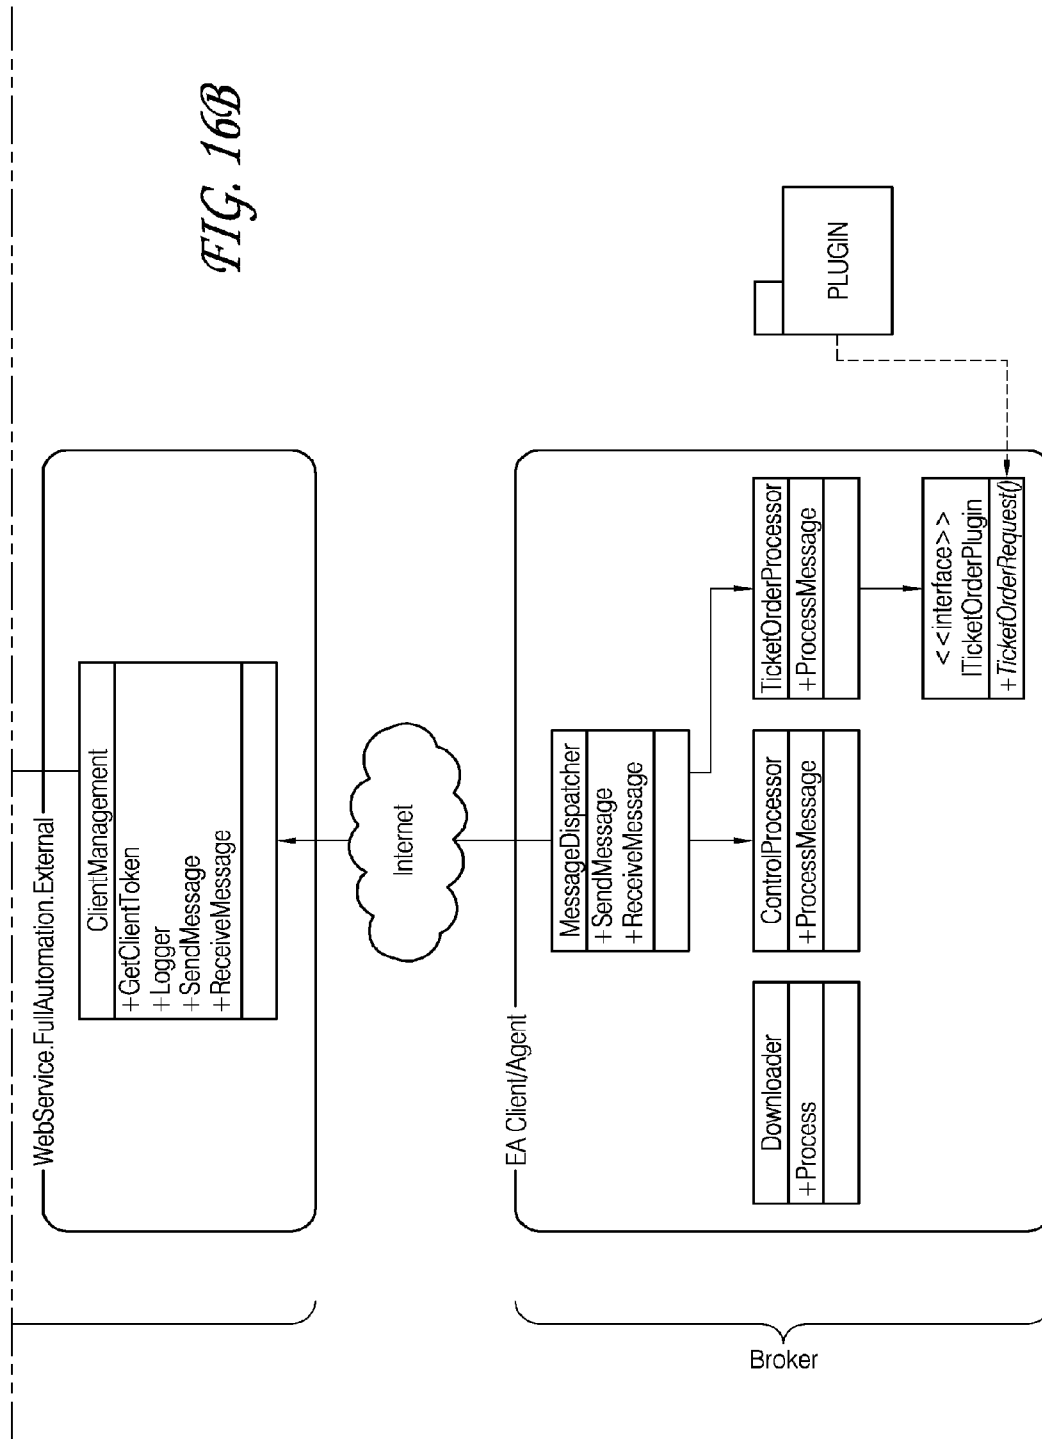 FIG. 16B
WebService.FullAutomation.External
ClientManagement
+GetClientToken
+Logger
+SendMessage
+ReceiveMessage
Internet
EA Client/Agent
MessageDispatcher
+SendMessage
+ReceiveMessage
Downloader
+Process
ControlProcessor
+ProcessMessage
TicketOrderProcessor
+ProcessMessage
<<interface>>
ITicketOrderPlugin
+TicketOrderRequest()
PLUGIN
Broker